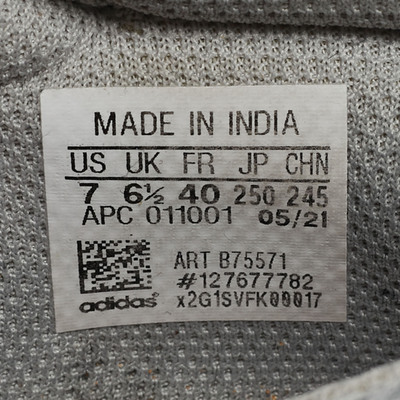 MADE IN INDIA
US UK FR JP CHN
7 6½ 40 250 245
APC 011001 05/21
ART B75571
#127677782
adidas x2G1SVFK00017